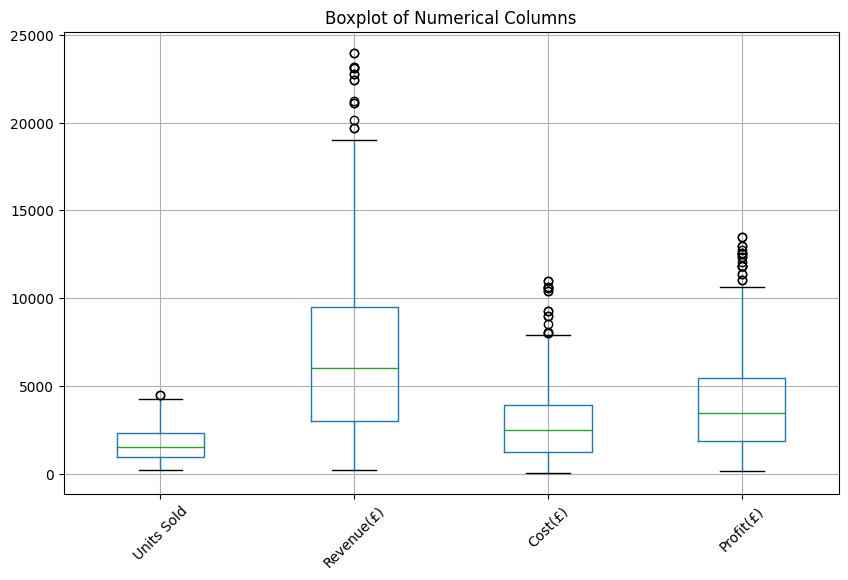 Boxplot of Numerical Columns
25000
20000
15000
10000
5000
0
Units Sold
Revenue(£)
Cost(£)
Profit(£)